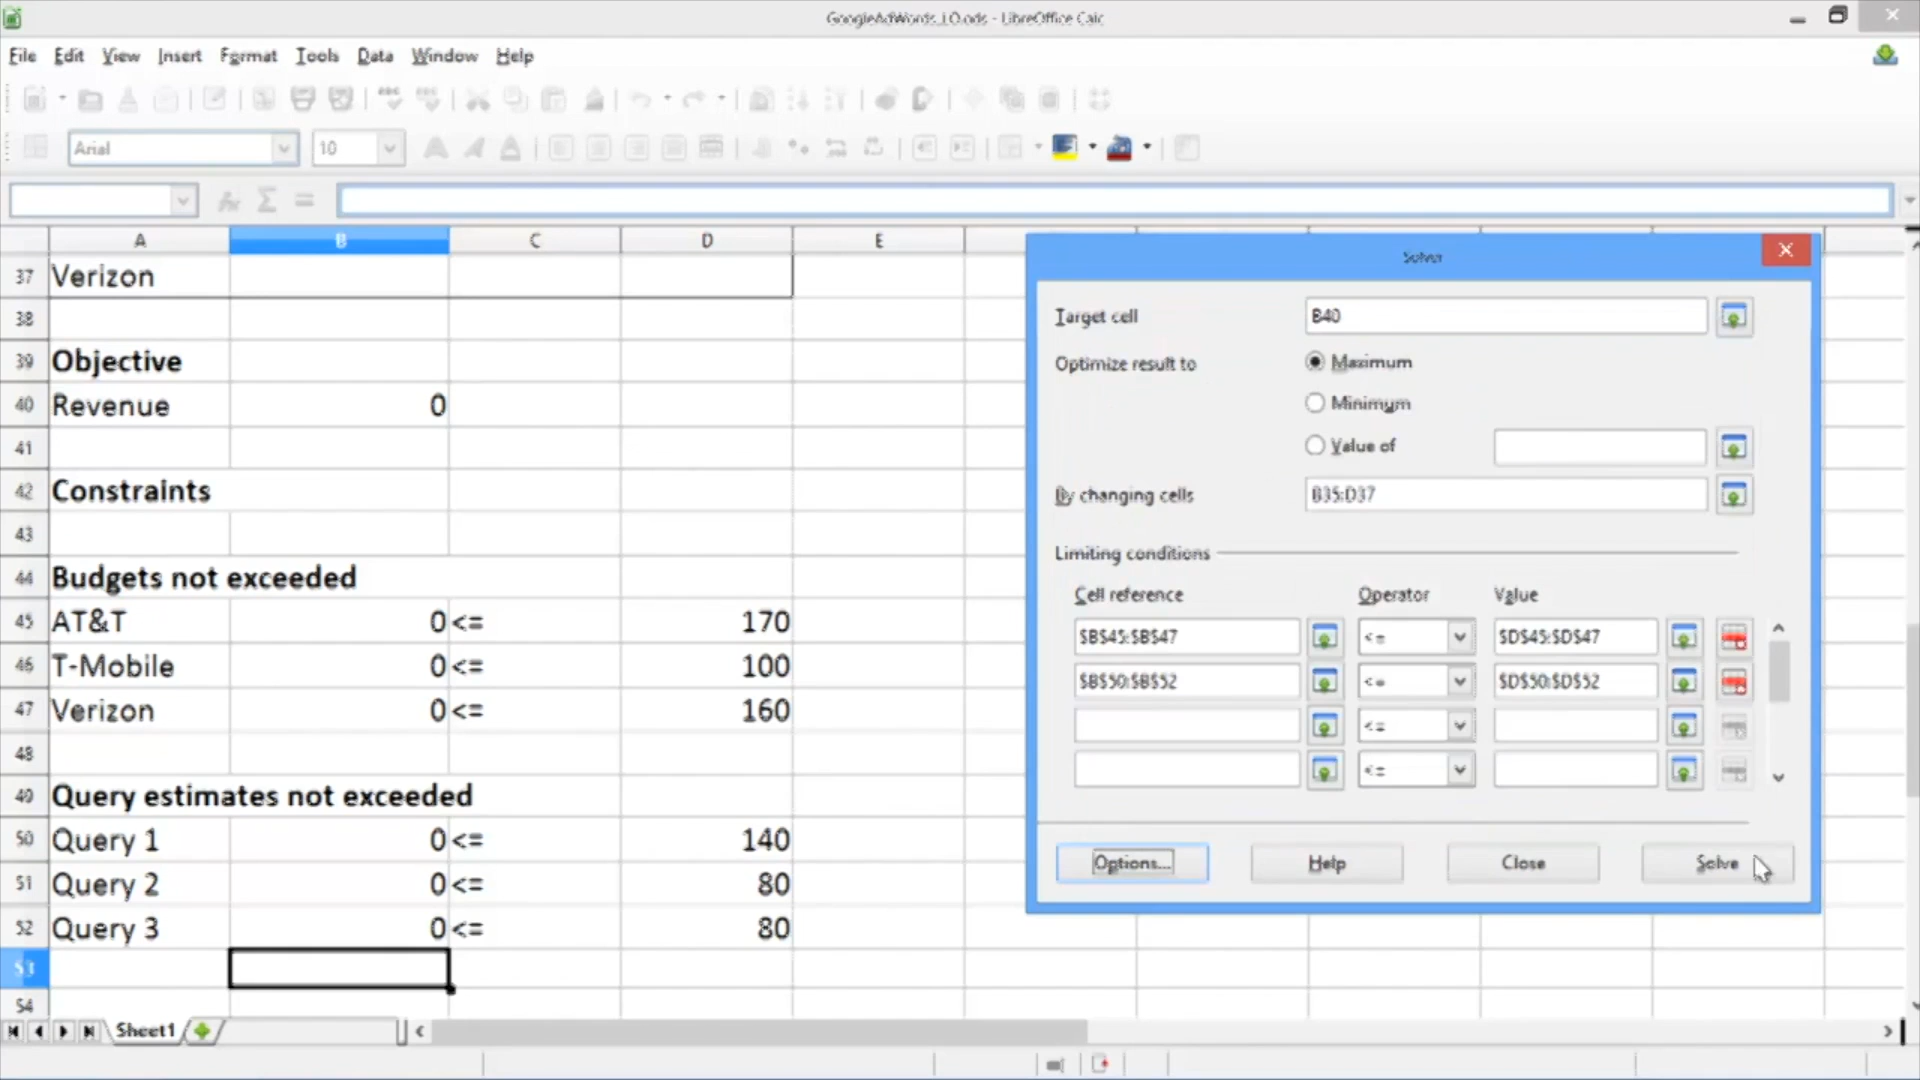 GoogleAdWords_LO.ods - LibreOffice Calc
File Edit View Insert Format Tools Data Window Help
Arial 10
A B C D E
37 Verizon
38
39 Objective
40 Revenue 0
41
42 Constraints
43
44 Budgets not exceeded
45 AT&T 0 <= 170
46 T-Mobile 0 <= 100
47 Verizon 0 <= 160
48
49 Query estimates not exceeded
50 Query 1 0 <= 140
51 Query 2 0 <= 80
52 Query 3 0 <= 80
53
54
Sheet1
Solver
Target cell B40
Optimize result to Maximum
Minimum
Value of
By changing cells B35:D37
Limiting conditions
Cell reference Operator Value
$B$45:$B$47 <= $D$45:$D$47
$B$50:$B$52 <= $D$50:$D$52
<=
<=
Options... Help Close Solve